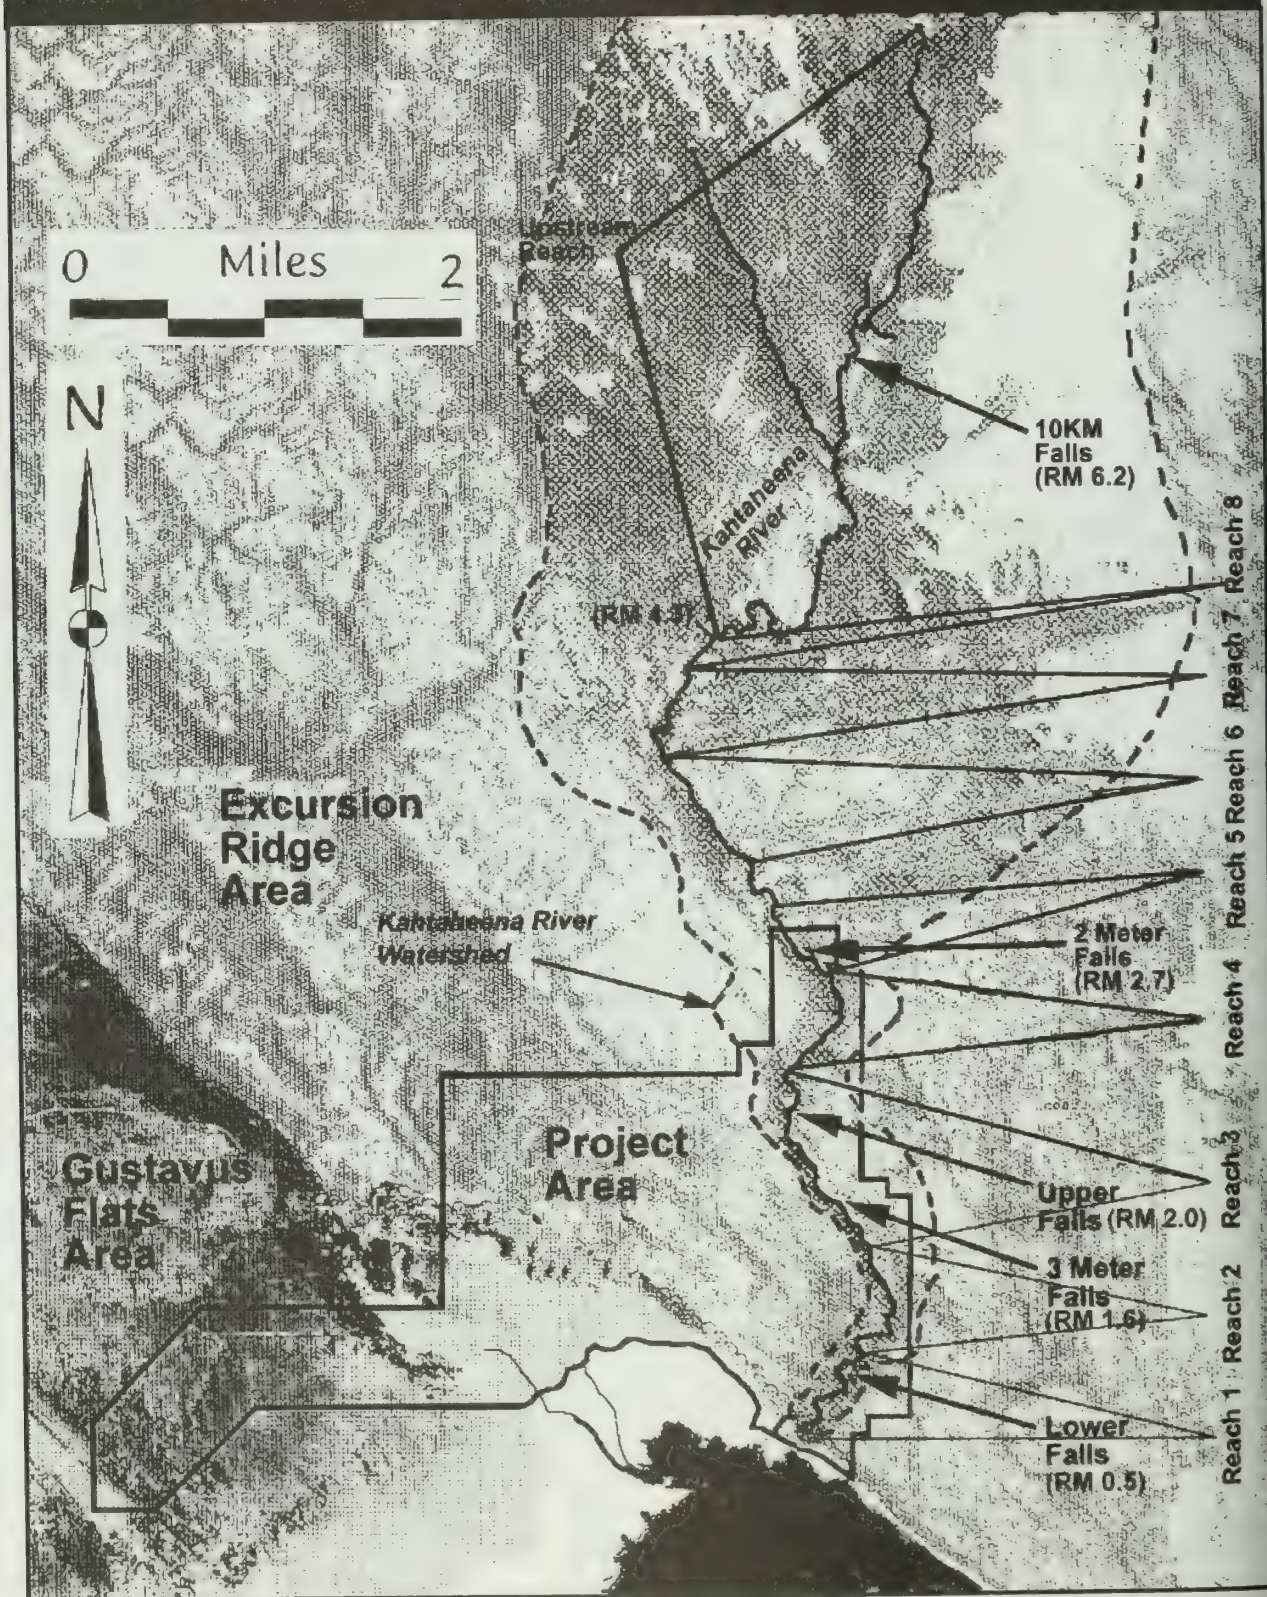 Upstream
Reach
0 Miles 2
N
10KM
Falls
(RM 6.2)
Kahtaheena
River
Excursion
Ridge
Area
Kahtaheena River
Watershed
2 Meter
Falls
(RM 2.7)
Project
Area
Gustavus
Flats
Area
Upper
Falls (RM 2.0)
3 Meter
Falls
(RM 1.6)
Lower
Falls
(RM 0.5)
Reach 1 Reach 2 Reach 3 Reach 4 Reach 5 Reach 6 Reach 7 Reach 8